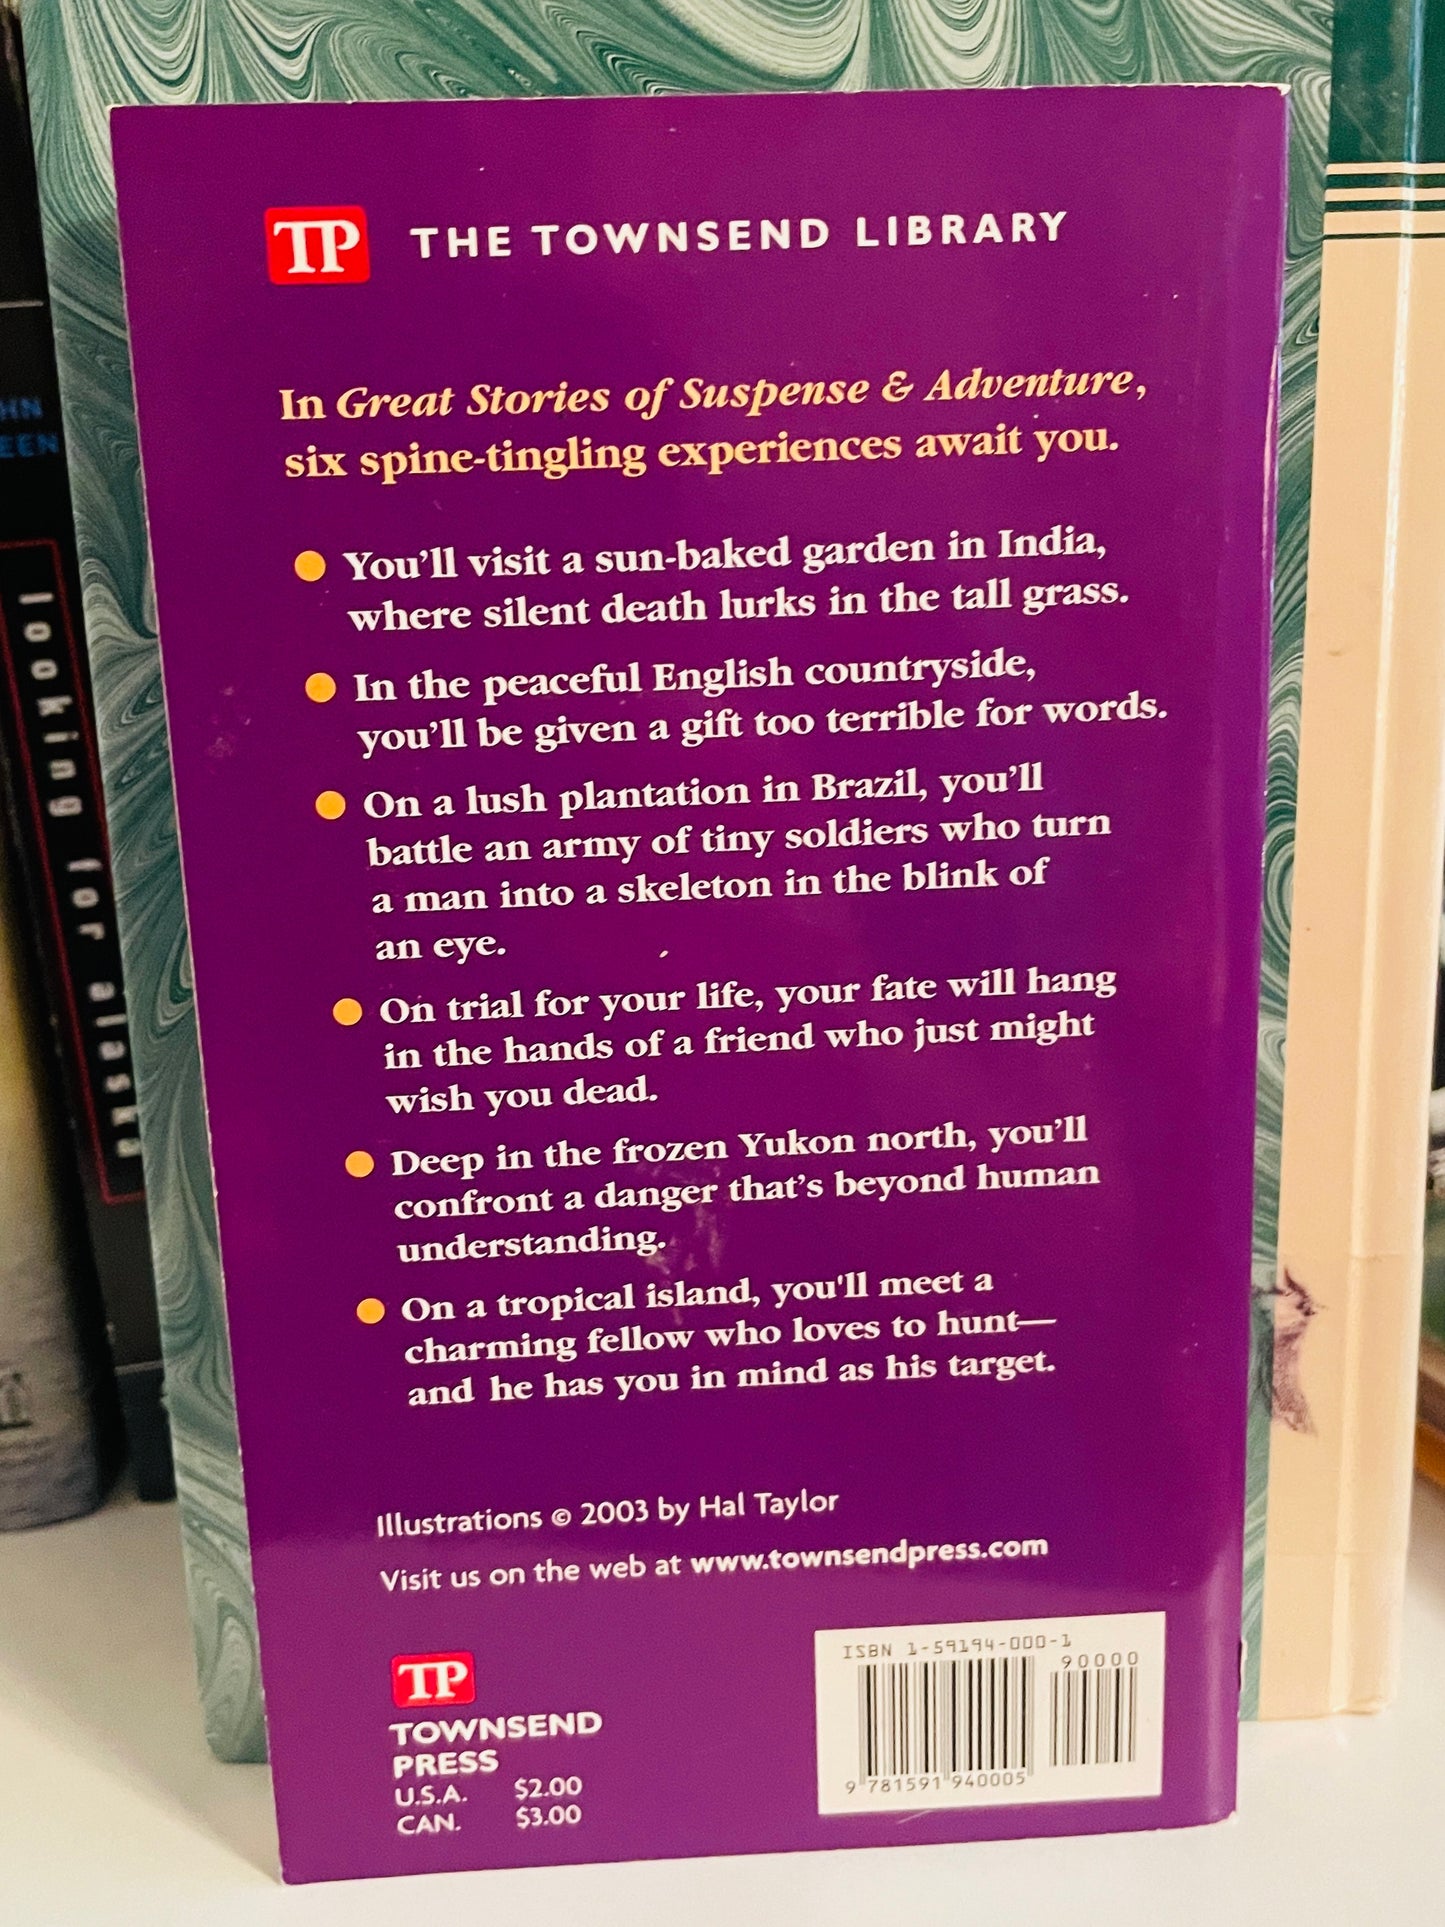 TP THE TOWNSEND LIBRARY
In Great Stories of Suspense & Adventure,
six spine-tingling experiences await you.
You'll visit a sun-baked garden in India,
where silent death lurks in the tall grass.
In the peaceful English countryside,
you'll be given a gift too terrible for words.
On a lush plantation in Brazil, you'll
battle an army of tiny soldiers who turn
a man into a skeleton in the blink of
an eye.
On trial for your life, your fate will hang
in the hands of a friend who just might
wish you dead.
Deep in the frozen Yukon north, you'll
confront a danger that's beyond human
understanding.
On a tropical island, you'll meet a
charming fellow who loves to hunt—
and he has you in mind as his target.
Illustrations © 2003 by Hal Taylor
Visit us on the web at www.townsendpress.com
TP
TOWNSEND
PRESS
U.S.A. $2.00
CAN. $3.00
ISBN 1-59194-000-1
90000
9 781591 940005
looking for alaska
HN
EEN